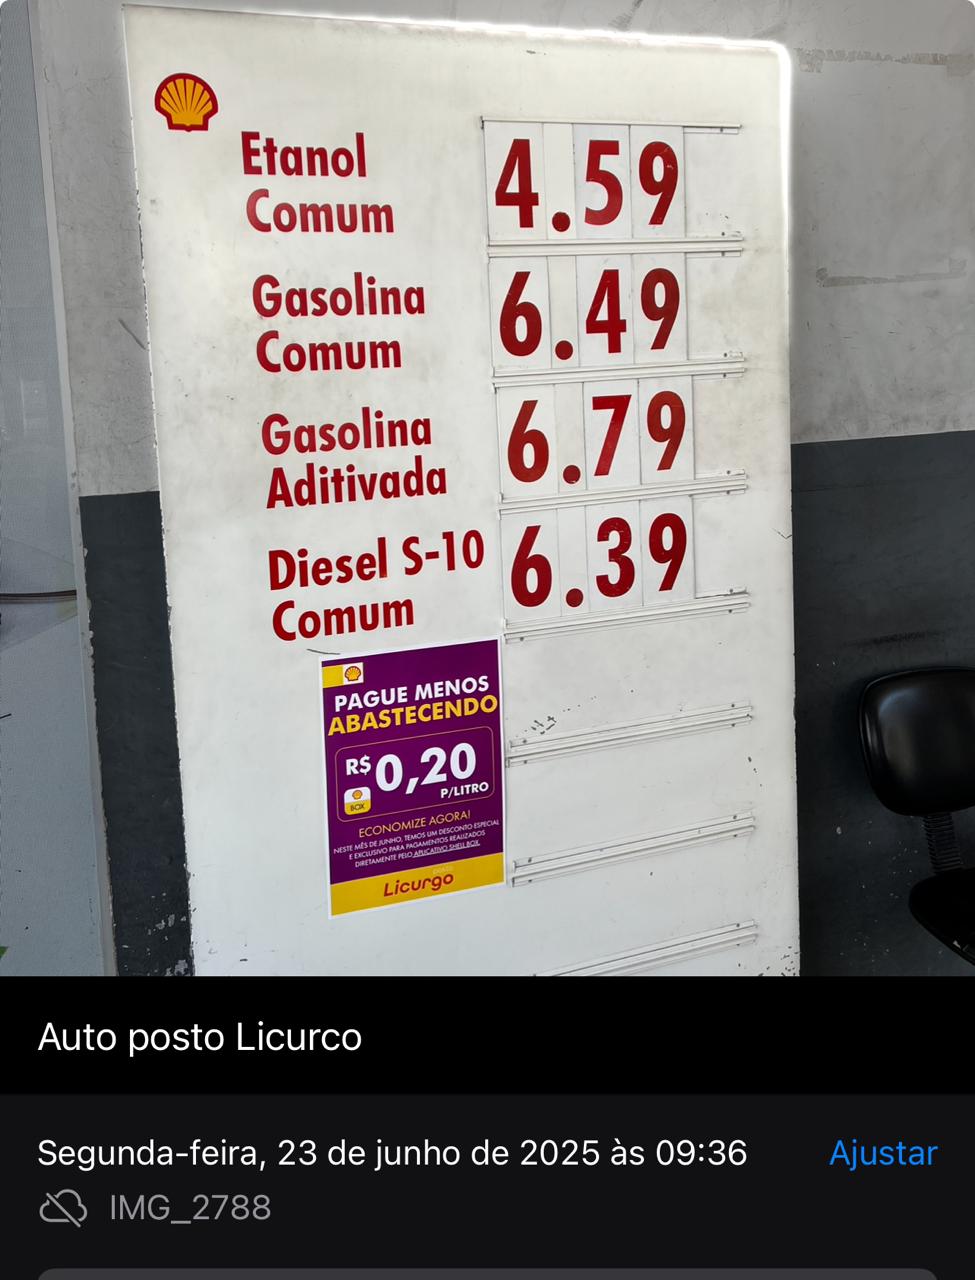 Etanol
Comum
4.59
Gasolina
Comum
6.49
Gasolina
Aditivada
6.79
Diesel S-10
Comum
6.39
PAGUE MENOS
ABASTECENDO
R$ 0,20
P/LITRO
BOX
ECONOMIZE AGORA!
NESTE MÊS DE JUNHO, TEMOS UM DESCONTO ESPECIAL
E EXCLUSIVO PARA PAGAMENTOS REALIZADOS
DIRETAMENTE PELO APLICATIVO SHELL BOX.
posto
Licurgo
Auto posto Licurco
Segunda-feira, 23 de junho de 2025 às 09:36
Ajustar
IMG_2788